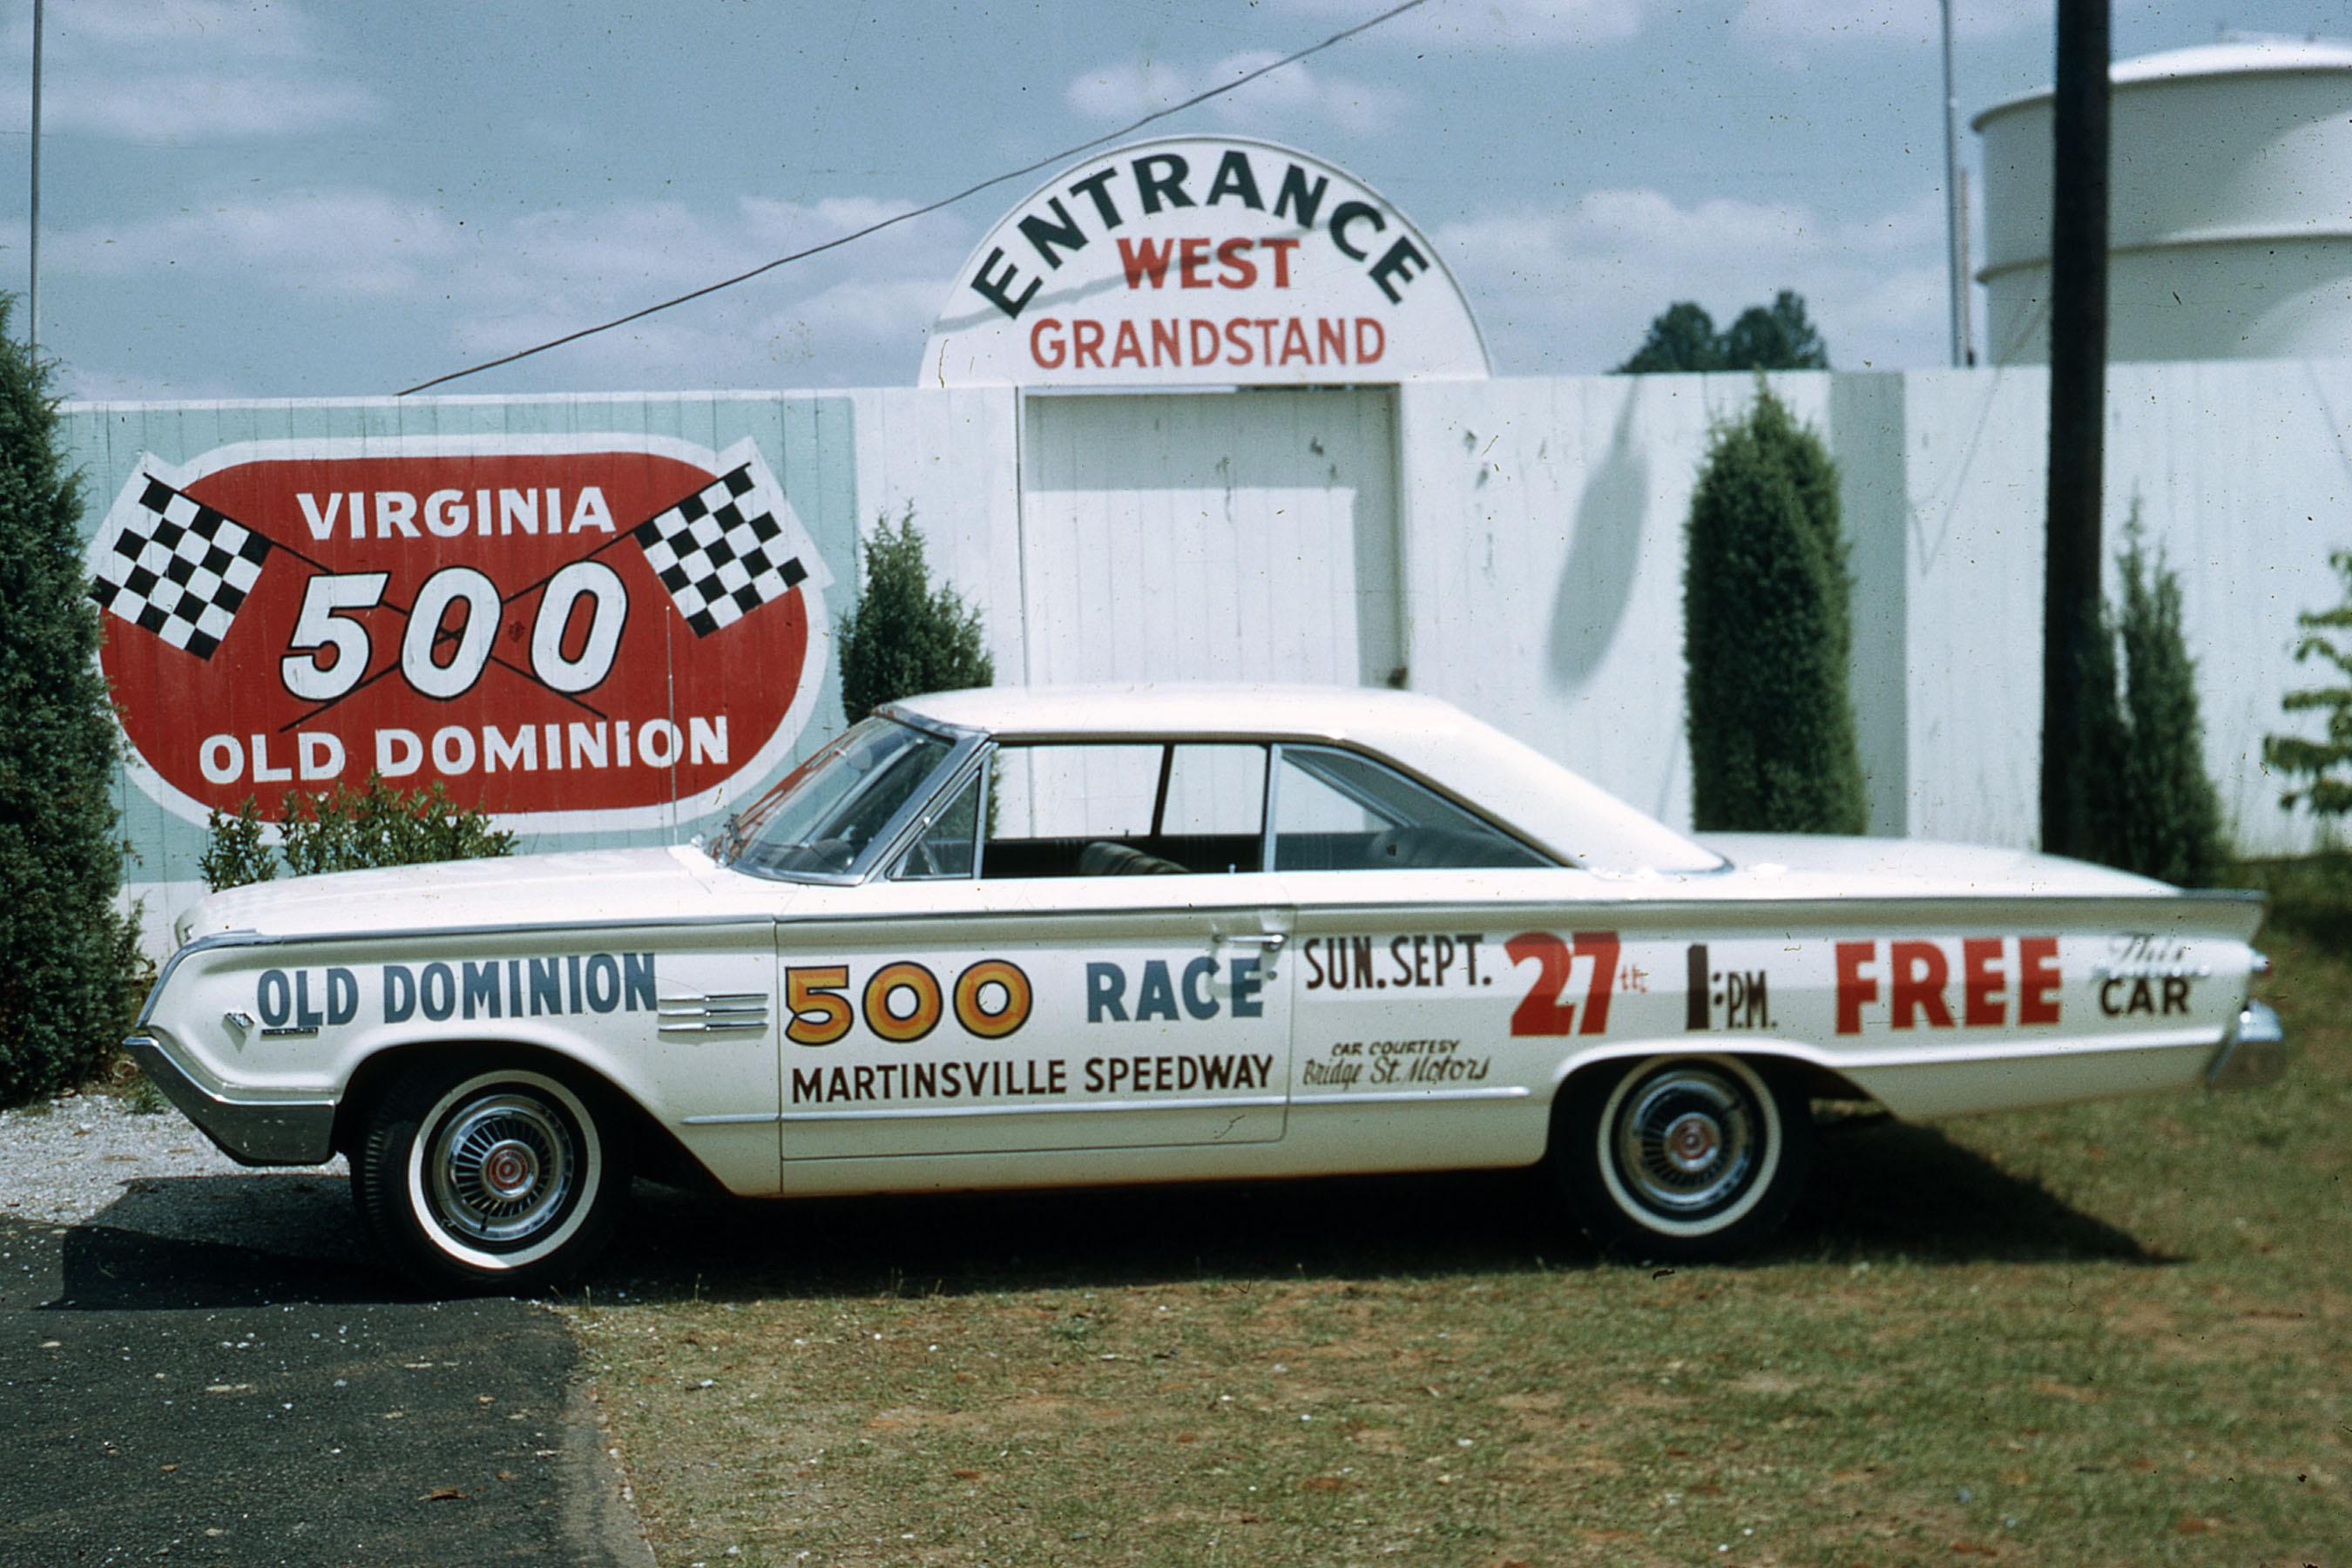 ENTRANCE
WEST
GRANDSTAND
VIRGINIA
500
OLD DOMINION
OLD DOMINION 500 RACE SUN. SEPT. 27th 1:P.M. FREE This
CAR
MARTINSVILLE SPEEDWAY
CAR COURTESY
Bridge St. Motors